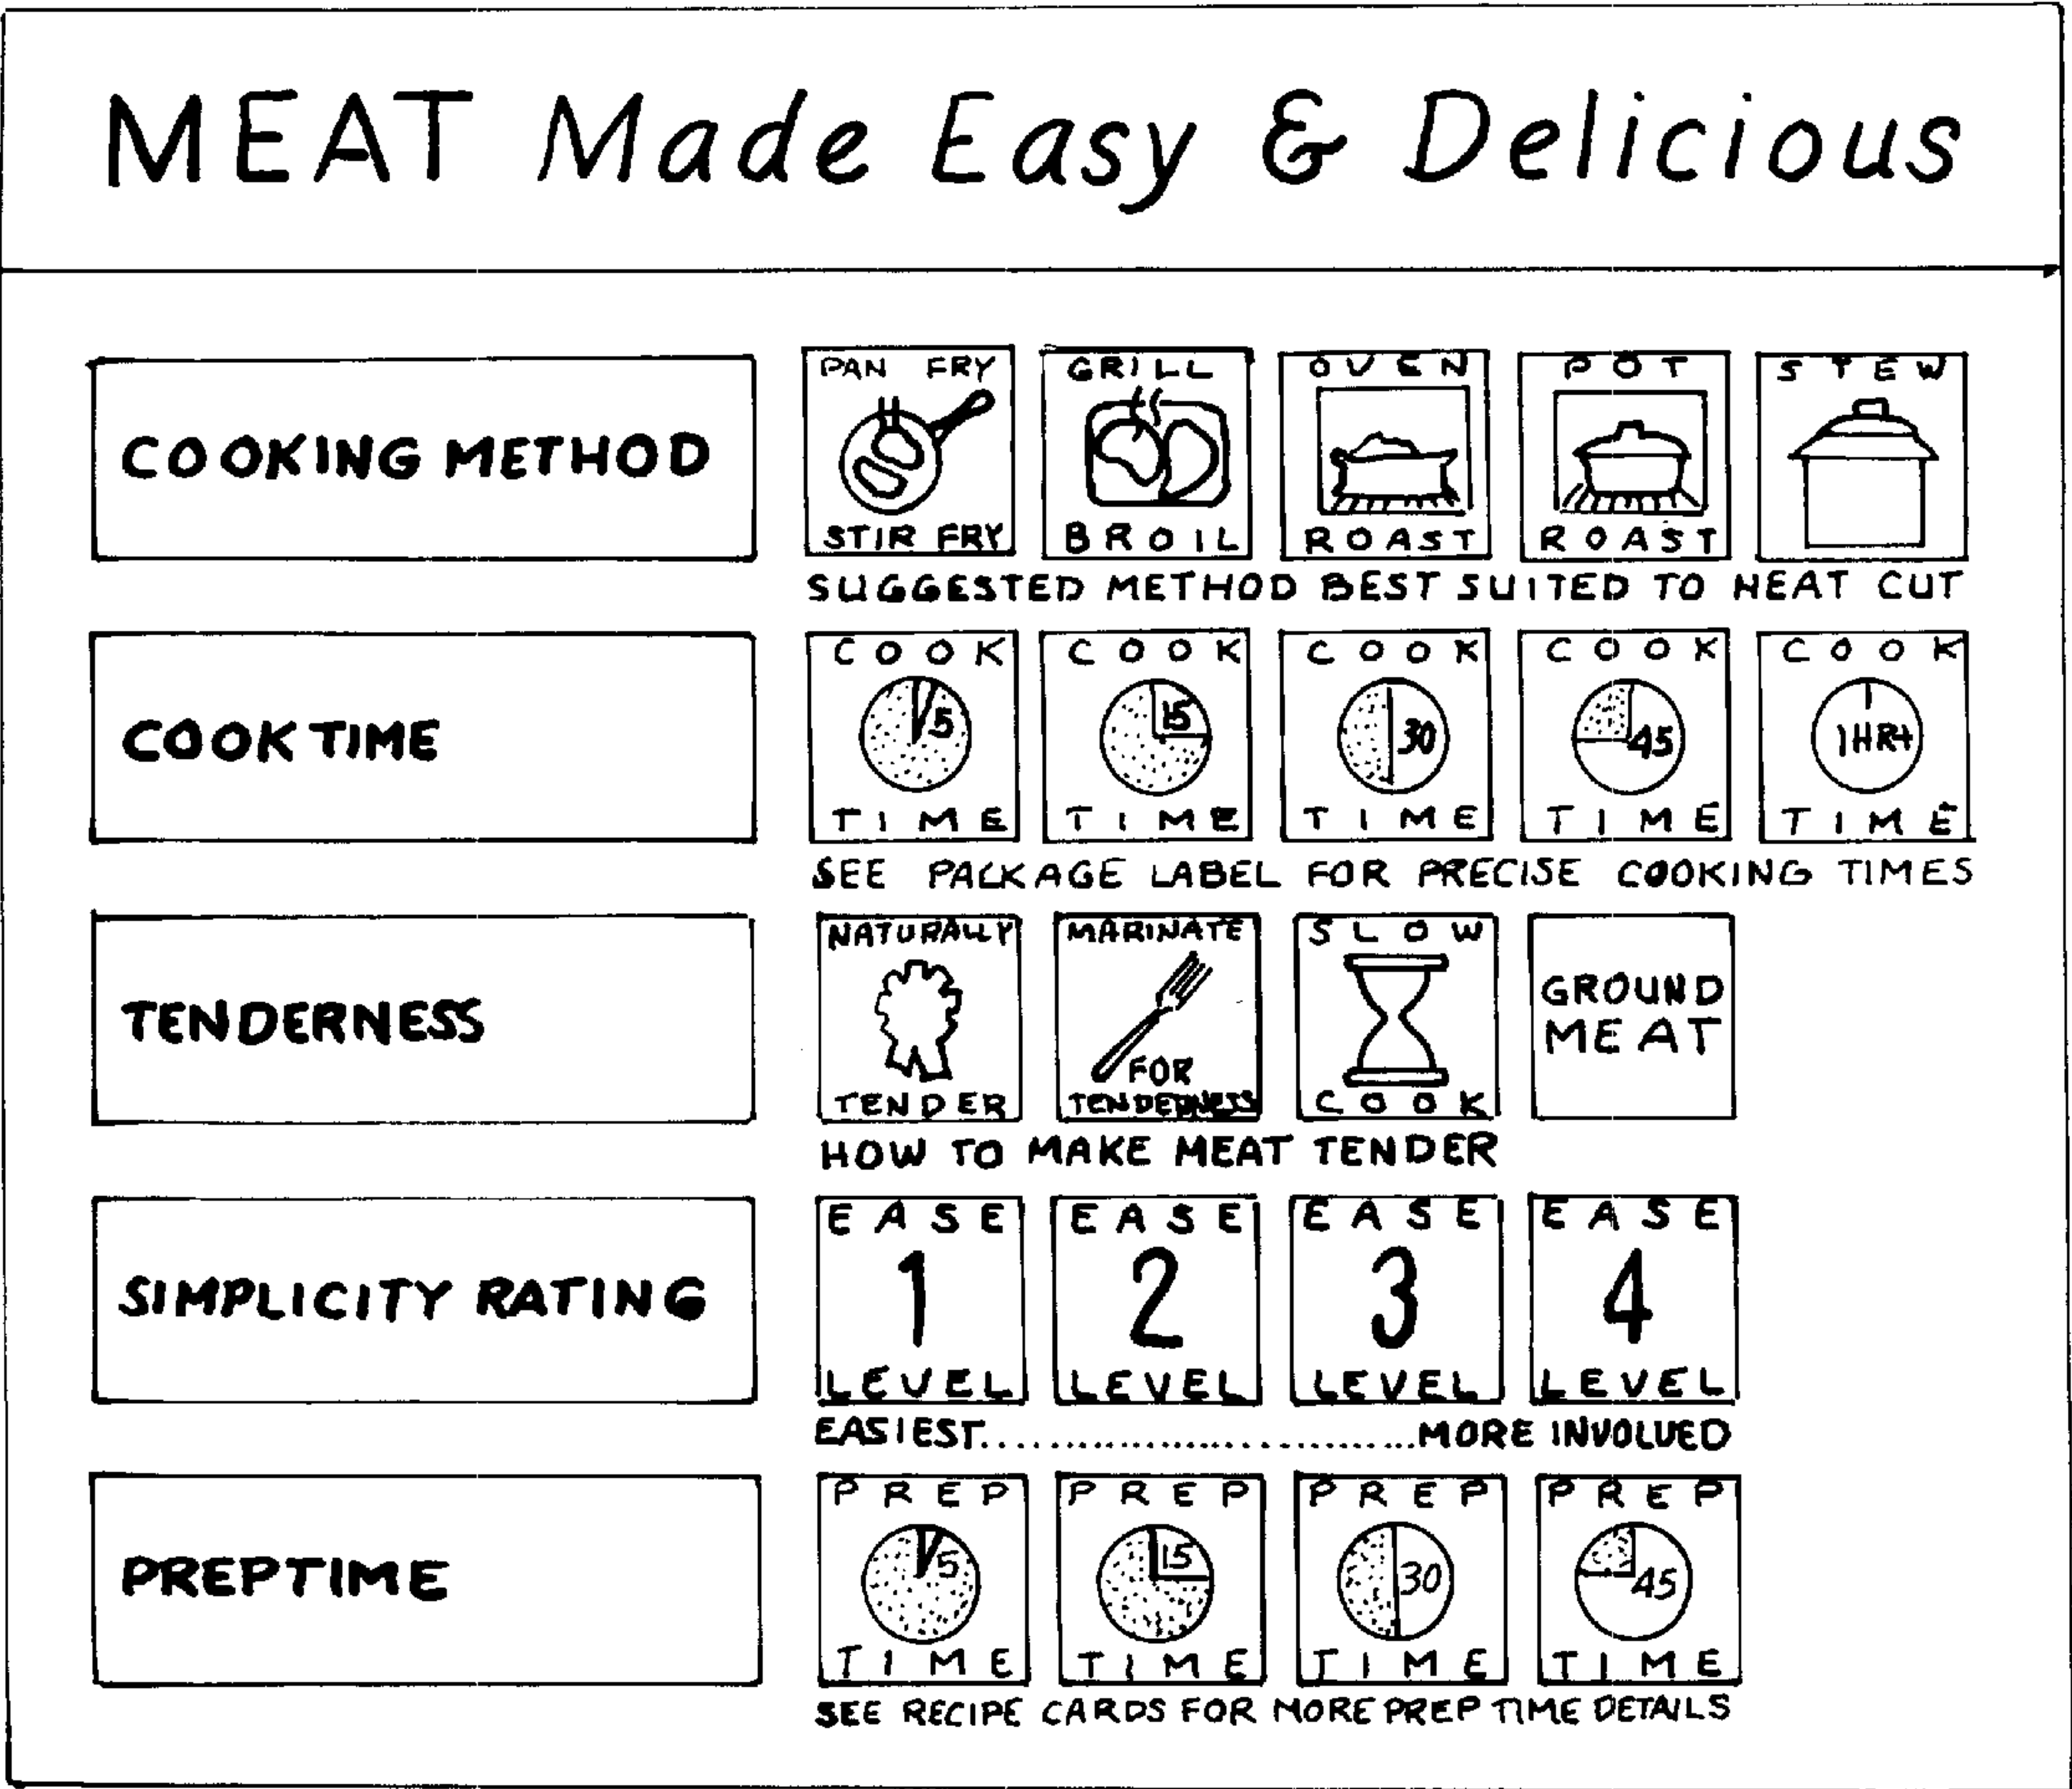 MEAT Made Easy & Delicious
COOKING METHOD
PAN FRY
STIR FRY
GRILL
BROIL
OVEN
ROAST
POT
ROAST
STEW
SUGGESTED METHOD BEST SUITED TO MEAT CUT
COOK TIME
COOK
5
TIME
COOK
15
TIME
COOK
30
TIME
COOK
45
TIME
COOK
1HR+
TIME
SEE PACKAGE LABEL FOR PRECISE COOKING TIMES
TENDERNESS
NATURALLY
TENDER
MARINATE
FOR
TENDERNESS
SLOW
COOK
GROUND
MEAT
HOW TO MAKE MEAT TENDER
SIMPLICITY RATING
EASE
1
LEVEL
EASE
2
LEVEL
EASE
3
LEVEL
EASE
4
LEVEL
EASIEST..............................MORE INVOLVED
PREP TIME
PREP
5
TIME
PREP
15
TIME
PREP
30
TIME
PREP
45
TIME
SEE RECIPE CARDS FOR MORE PREP TIME DETAILS